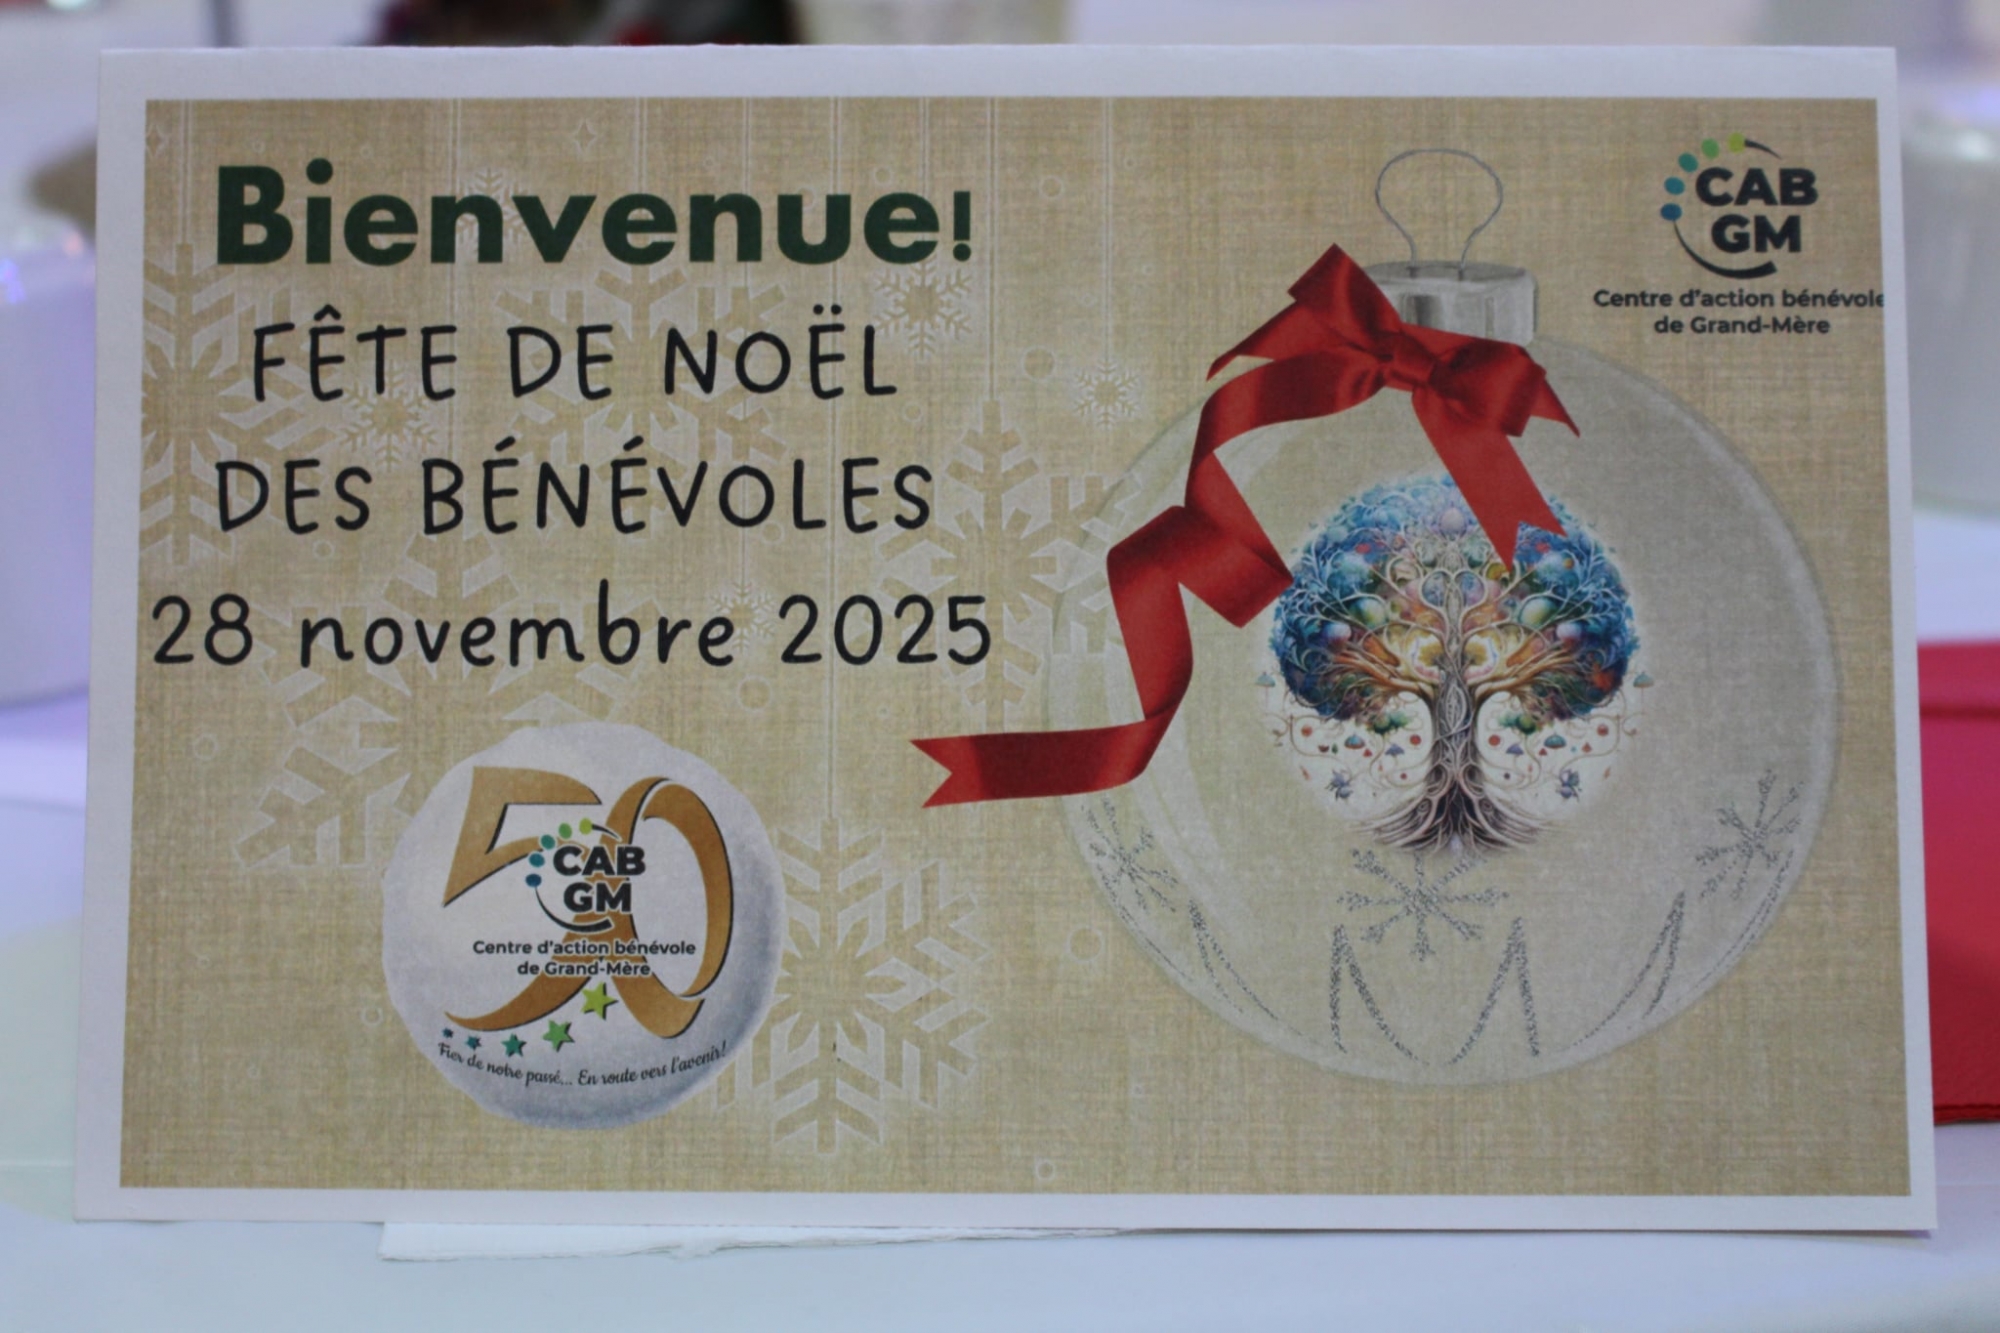 Bienvenue!
FÊTE DE NOËL
DES BÉNÉVOLES
28 novembre 2025
CAB
GM
Centre d'action bénévole
de Grand-Mère
50
CAB
GM
Centre d'action bénévole
de Grand-Mère
Fier de notre passé... En route vers l'avenir!